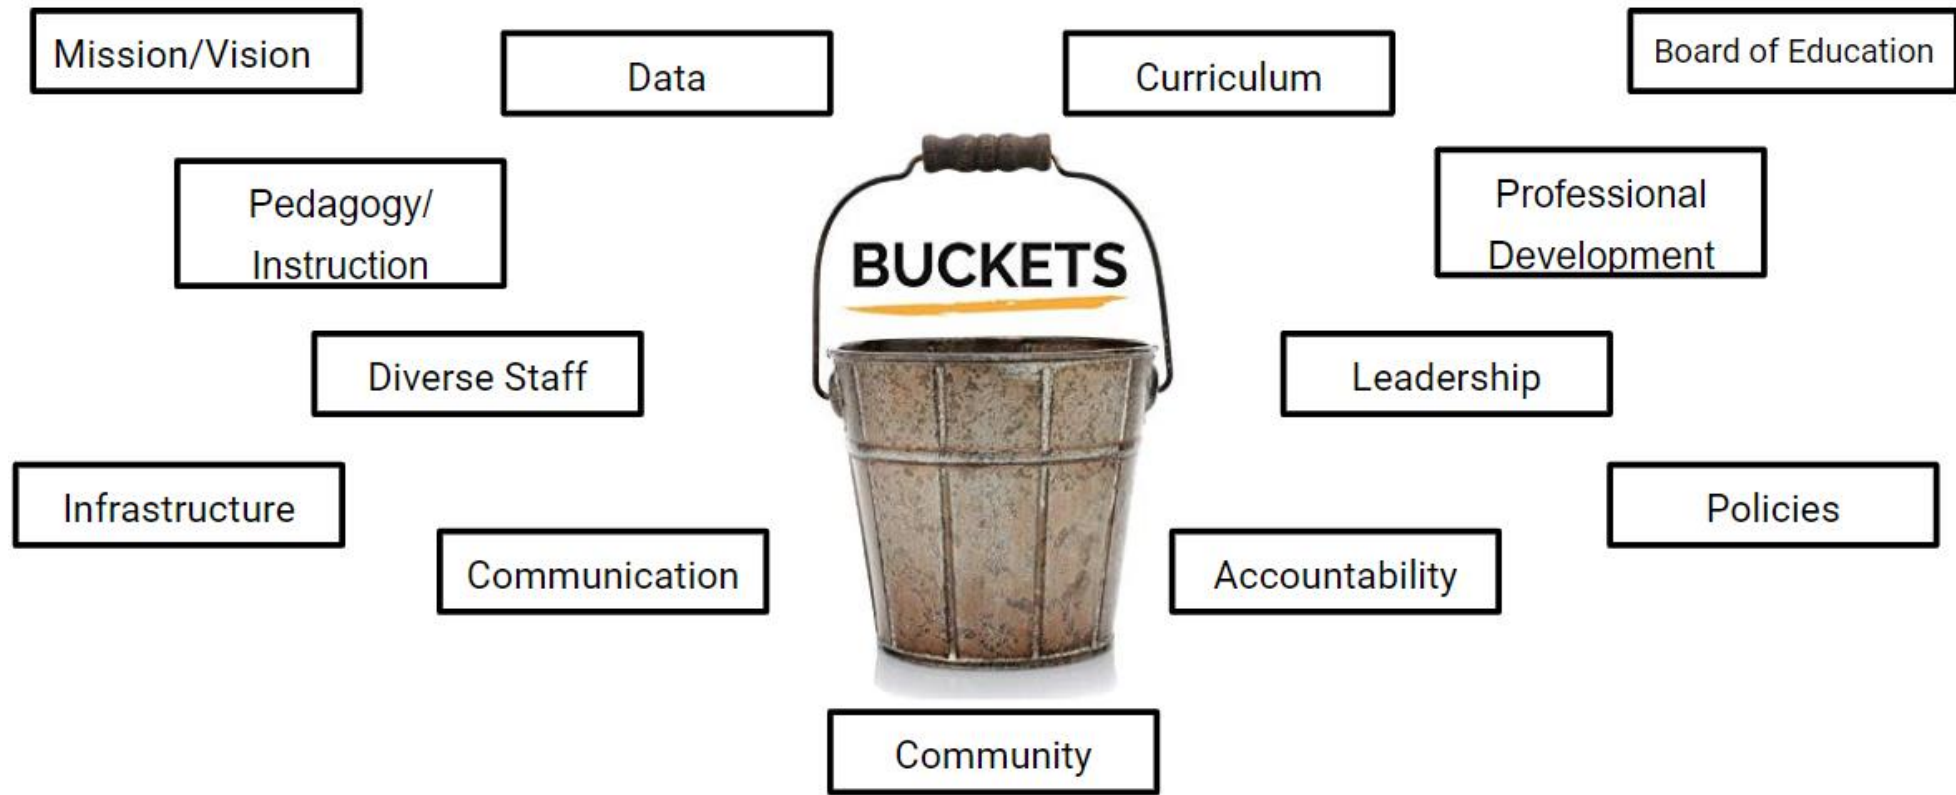 Mission/Vision
Data
Curriculum
Board of Education
Pedagogy/
Instruction
Professional
Development
BUCKETS
Diverse Staff
Leadership
Infrastructure
Policies
Communication
Accountability
Community